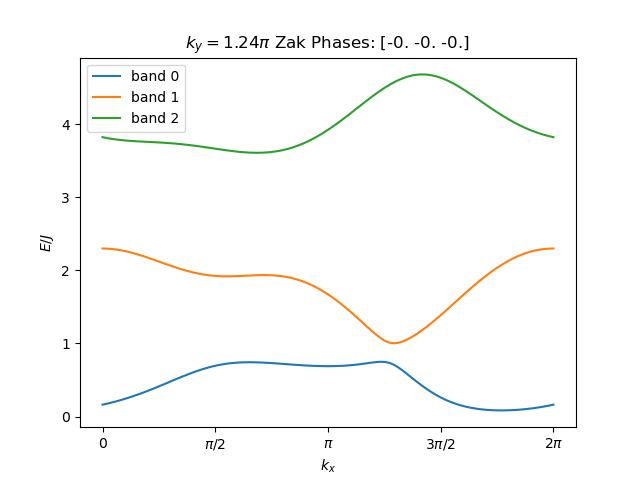 k_y = 1.24π Zak Phases: [-0. -0. -0.]
band 0
band 1
band 2
4
3
2
1
0
E/J
0 π/2 π 3π/2 2π
k_x